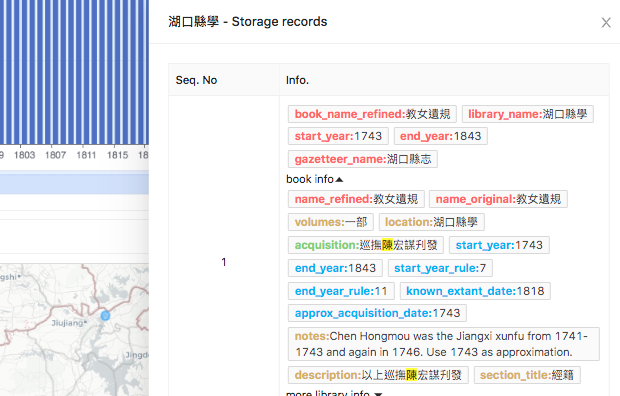 湖口縣學 - Storage records
Seq. No Info.
book_name_refined:教女遺規 library_name:湖口縣學
start_year:1743 end_year:1843
gazetteer_name:湖口縣志
book info
name_refined:教女遺規 name_original:教女遺規
volumes:一部 location:湖口縣學
acquisition:巡撫陳宏謀刋發 start_year:1743
1
end_year:1843 start_year_rule:7
end_year_rule:11 known_extant_date:1818
approx_acquisition_date:1743
notes:Chen Hongmou was the Jiangxi xunfu from 1741-
1743 and again in 1746. Use 1743 as approximation.
description:以上巡撫陳宏謀刋發 section_title:經籍
more library info
9 1803 1807 1811 1815 1
gshi
Jiujiang
Jingd